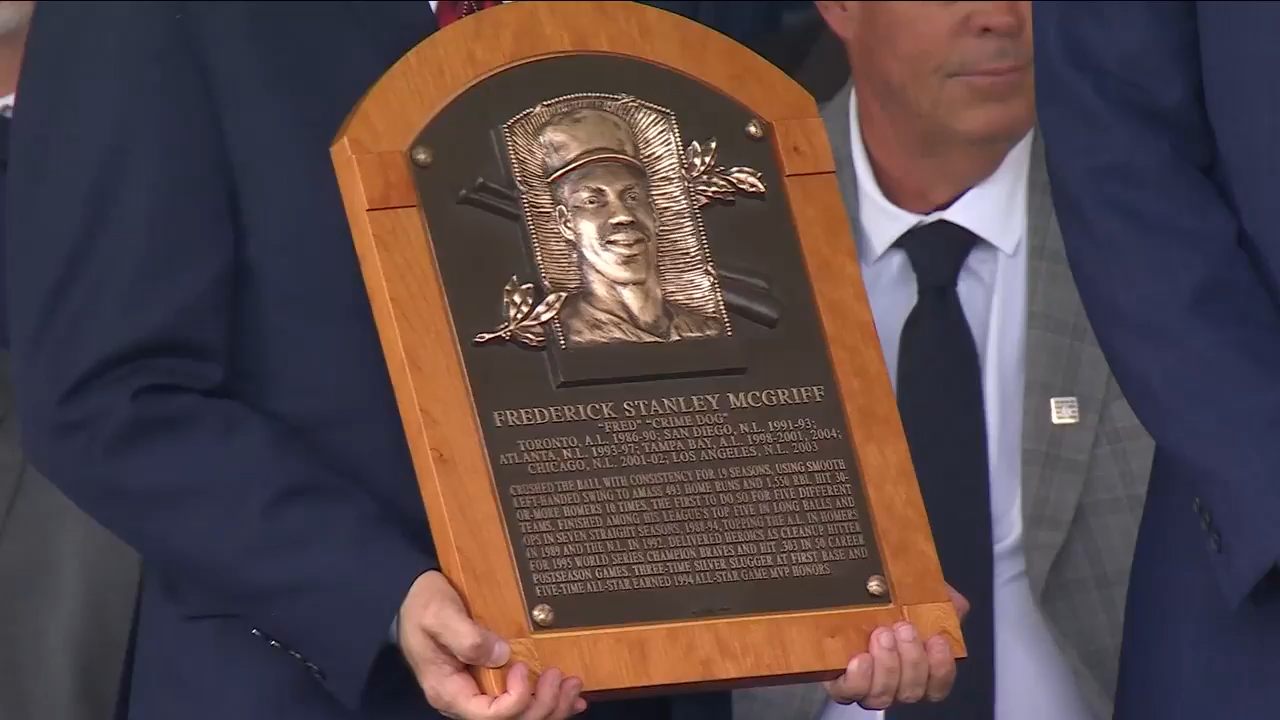 FREDERICK STANLEY MCGRIFF
"FRED" "CRIME DOG"
TORONTO, A.L. 1986-90; SAN DIEGO, N.L. 1991-93;
ATLANTA, N.L. 1993-97; TAMPA BAY, A.L. 1998-2001, 2004;
CHICAGO, N.L. 2001-02; LOS ANGELES, N.L. 2003
CRUSHED THE BALL WITH CONSISTENCY FOR 19 SEASONS, USING SMOOTH
LEFT-HANDED SWING TO AMASS 493 HOME RUNS AND 1,550 RBI. HIT 30-
OR-MORE HOMERS 10 TIMES, THE FIRST TO DO SO FOR FIVE DIFFERENT
TEAMS. FINISHED AMONG HIS LEAGUE'S TOP FIVE IN LONG BALLS AND
OPS IN SEVEN STRAIGHT SEASONS, 1988-94, TOPPING THE A.L. IN HOMERS
IN 1989 AND THE N.L. IN 1992. DELIVERED HEROICS AS CLEANUP HITTER
FOR 1995 WORLD SERIES CHAMPION BRAVES AND HIT .303 IN 50 CAREER
POSTSEASON GAMES. THREE-TIME SILVER SLUGGER AT FIRST BASE AND
FIVE-TIME ALL-STAR EARNED 1994 ALL-STAR GAME MVP HONORS.